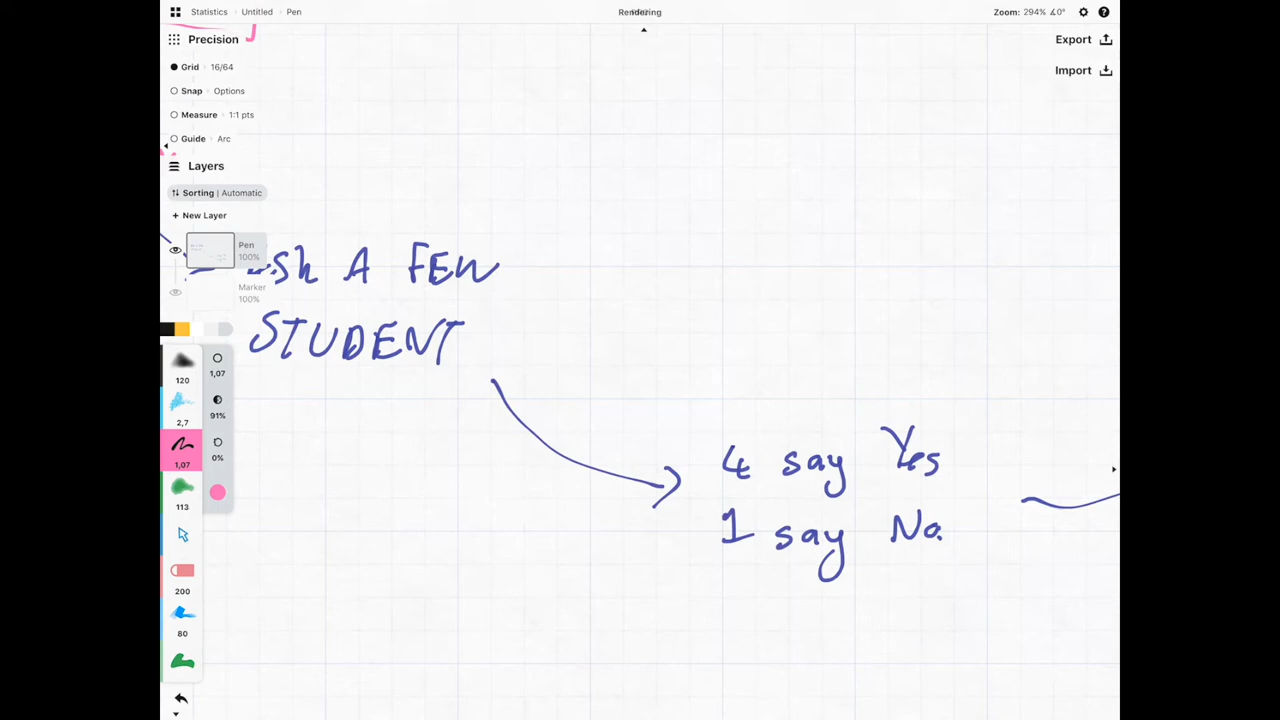 Statistics Untitled Pen
Rendering
Zoom: 294% ∡0°
Precision
Export
Import
Grid 16/64
Snap Options
Measure 1:1 pts
Guide Arc
Layers
Sorting | Automatic
+ New Layer
Pen
100%
Marker
100%
A FEW
STUDENT
4 say Yes
1 say No.
120
2,7
1,07
113
200
80
1,07
91%
0%